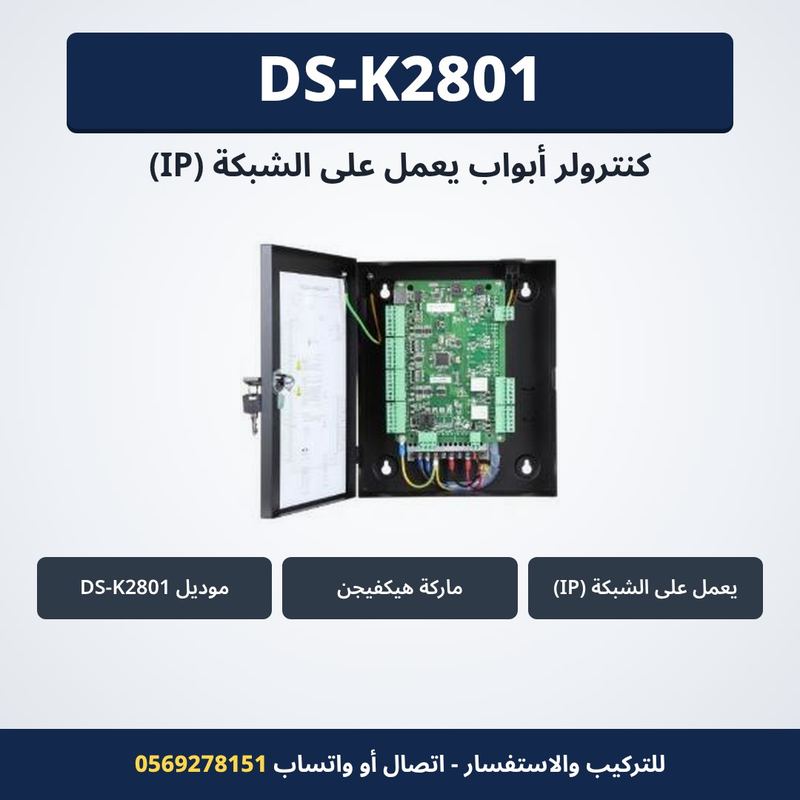 DS-K2801
كنترولر أبواب يعمل على الشبكة (IP)
يعمل على الشبكة (IP)
ماركة هيكفيجن
موديل DS-K2801
للتركيب والاستفسار - اتصال أو واتساب 0569278151